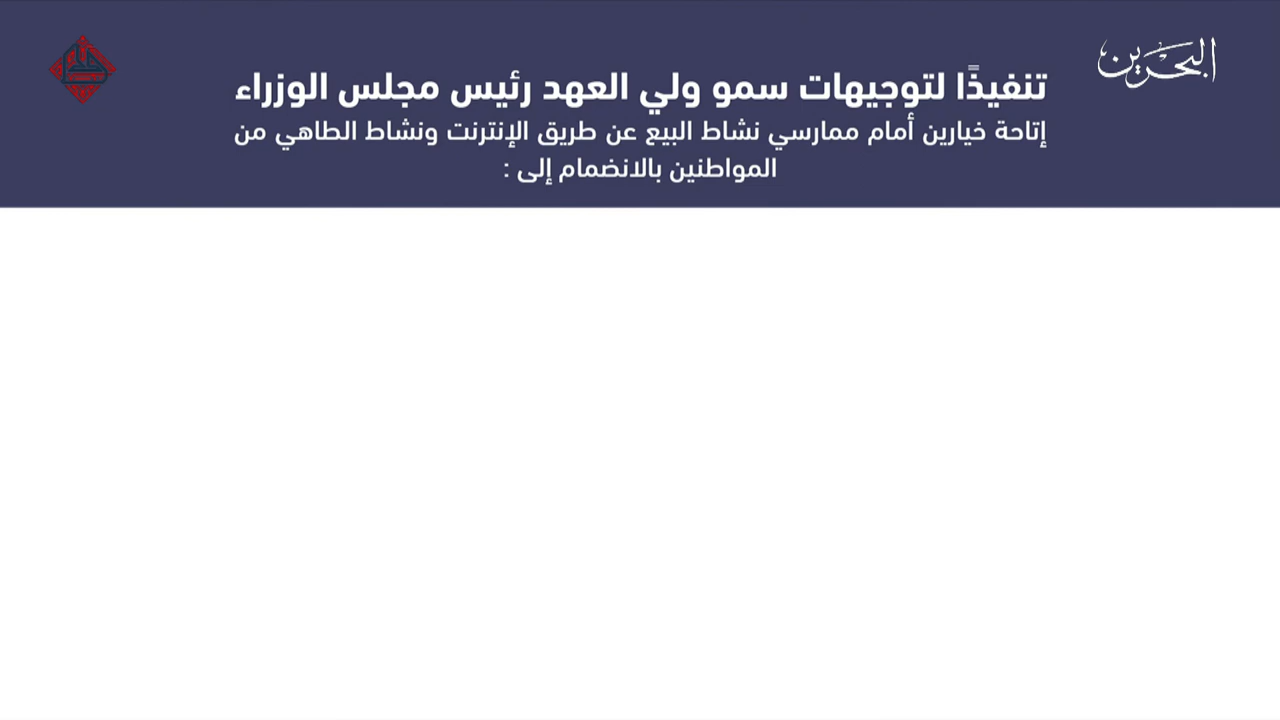 البحرين
تنفيذًا لتوجيهات سمو ولي العهد رئيس مجلس الوزراء
إتاحة خيارين أمام ممارسي نشاط البيع عن طريق الإنترنت ونشاط الطاهي من
المواطنين بالانضمام إلى :